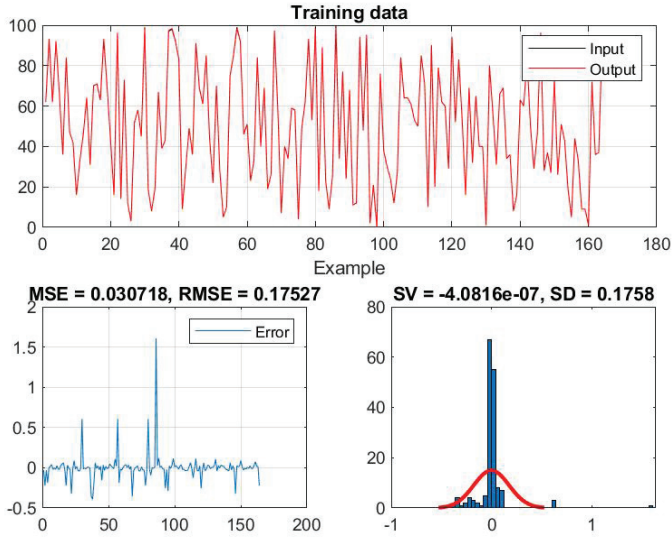 Training data
100
80
60
40
20
0
Input
Output
0 20 40 60 80 100 120 140 160 180
Example
MSE = 0.030718, RMSE = 0.17527
2
1.5
1
0.5
0
-0.5
Error
0 50 100 150 200
SV = -4.0816e-07, SD = 0.1758
80
60
40
20
0
-1 0 1